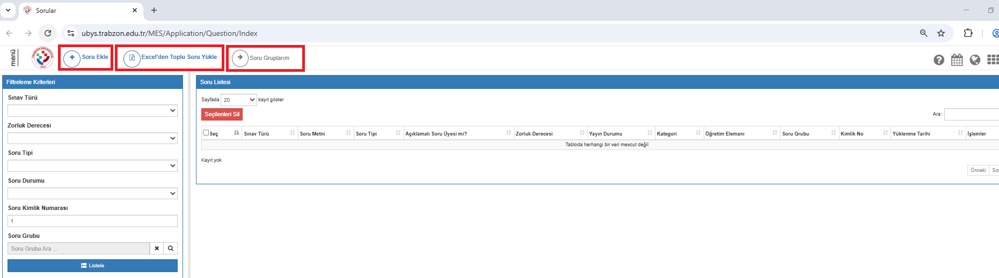 Sorular
ubys.trabzon.edu.tr/MES/Application/Question/Index
menü
Soru Ekle
Excel'den Toplu Soru Yükle
Soru Gruplarım
Filtreleme Kriterleri
Sınav Türü
Zorluk Derecesi
Soru Tipi
Soru Durumu
Soru Kimlik Numarası
1
Soru Grubu
Soru Grubu Ara ...
Listele
Soru Listesi
Sayfada 20 kayıt göster
Seçilenleri Sil
Ara:
Seç Sınav Türü Soru Metni Soru Tipi Açıklamalı Soru Üyesi mi? Zorluk Derecesi Yayın Durumu Kategori Öğretim Elemanı Soru Grubu Kimlik No Yüklenme Tarihi İşlemler
Tabloda herhangi bir veri mevcut değil
Kayıt yok
Önceki So